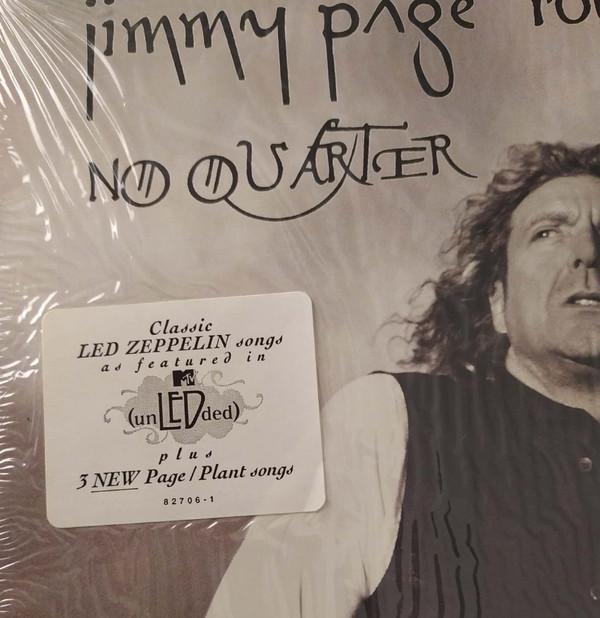 jimmy page
NO QUARTER
Classic
LED ZEPPELIN songs
as featured in
MTV
(unLEDded)
plus
3 NEW Page / Plant songs
82706-1